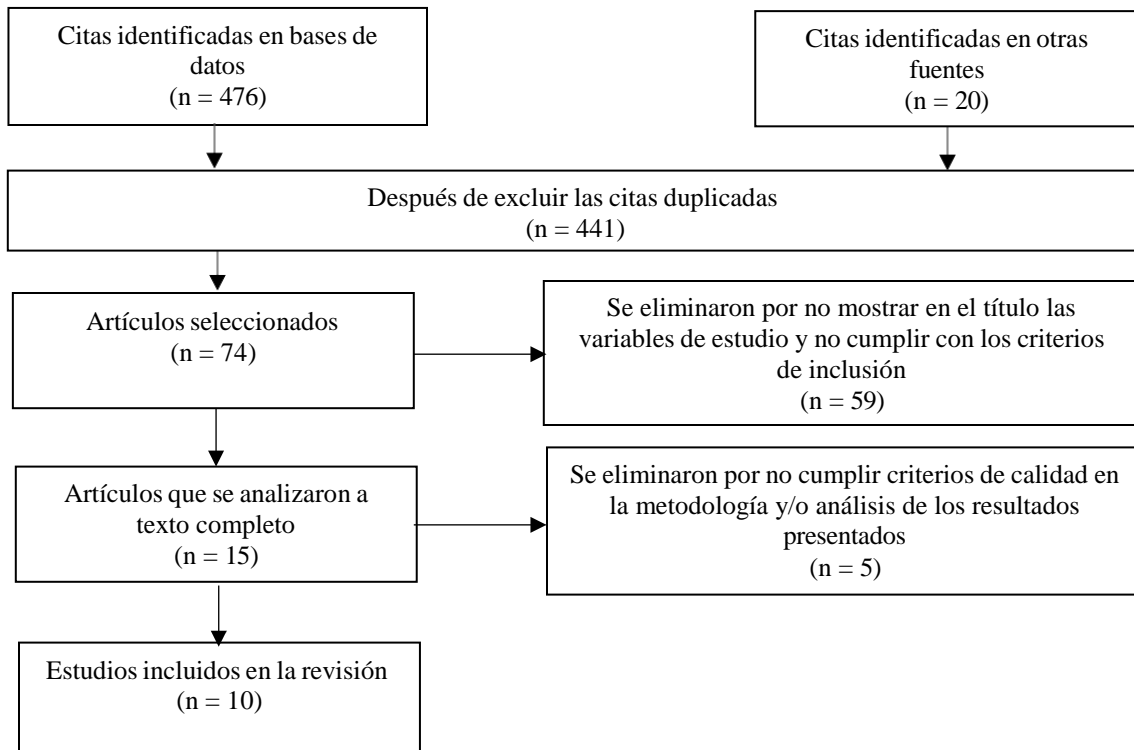 Citas identificadas en bases de
datos
(n = 476)
Citas identificadas en otras
fuentes
(n = 20)
Después de excluir las citas duplicadas
(n = 441)
Artículos seleccionados
(n = 74)
Se eliminaron por no mostrar en el título las
variables de estudio y no cumplir con los criterios
de inclusión
(n = 59)
Artículos que se analizaron a
texto completo
(n = 15)
Se eliminaron por no cumplir criterios de calidad en
la metodología y/o análisis de los resultados
presentados
(n = 5)
Estudios incluidos en la revisión
(n = 10)